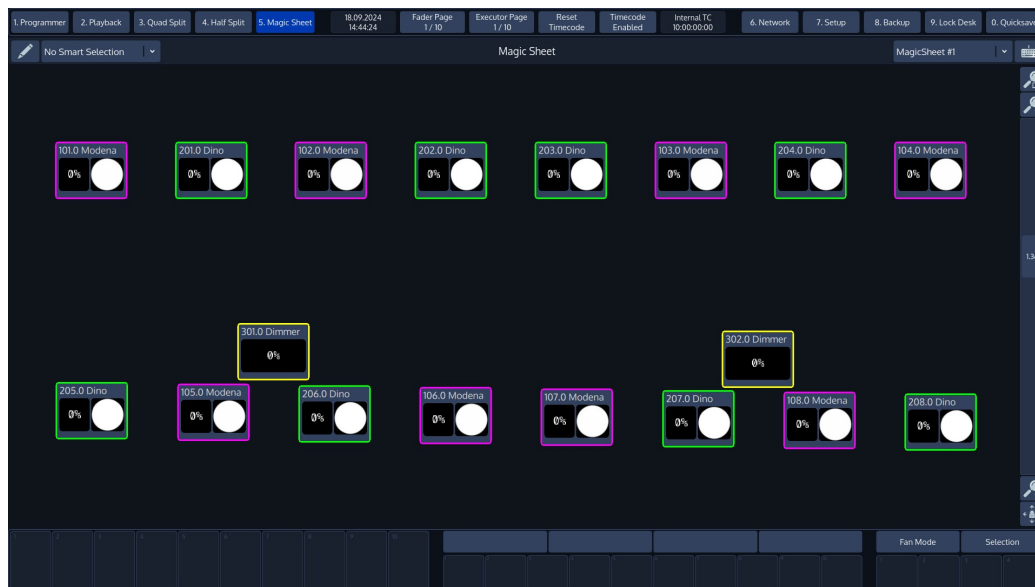 1. Programmer 2. Playback 3. Quad Split 4. Half Split 5. Magic Sheet 18.09.2024 Fader Page Executor Page Reset Timecode Internal TC 6. Network 7. Setup 8. Backup 9. Lock Desk 0. Quicksave
14:44:24 1 / 10 1 / 10 Timecode Enabled 10:00:00:00
No Smart Selection Magic Sheet MagicSheet #1
101.0 Modena 201.0 Dino 102.0 Modena 202.0 Dino 203.0 Dino 103.0 Modena 204.0 Dino 104.0 Modena
0% 0% 0% 0% 0% 0% 0% 0%
301.0 Dimmer 302.0 Dimmer
0% 0%
205.0 Dino 105.0 Modena 206.0 Dino 106.0 Modena 107.0 Modena 207.0 Dino 108.0 Modena 208.0 Dino
0% 0% 0% 0% 0% 0% 0% 0%
Fan Mode Selection